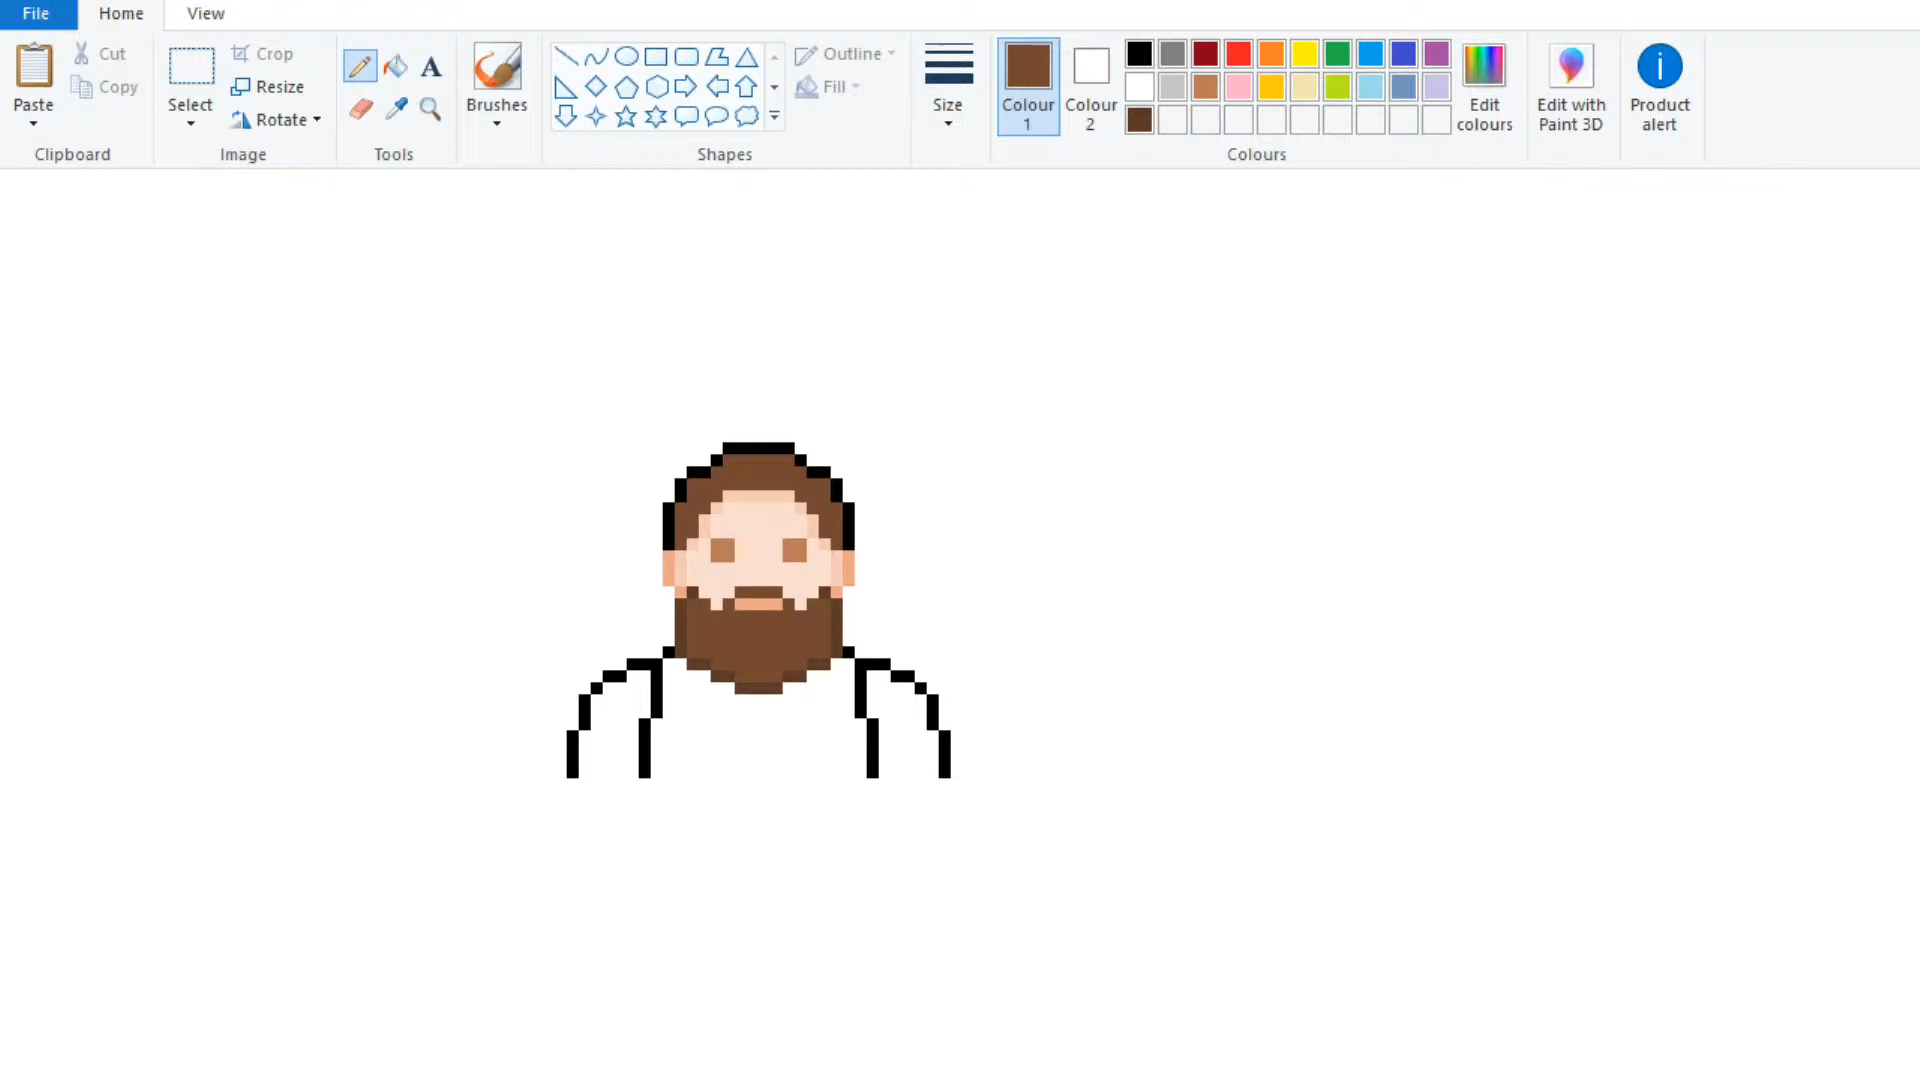 File Home View
Paste
Cut
Copy
Clipboard
Select
Crop
Resize
Rotate
Image
A
Tools
Brushes
Shapes
Outline
Fill
Size
Colour
1
Colour
2
Edit
colours
Colours
Edit with
Paint 3D
Product
alert